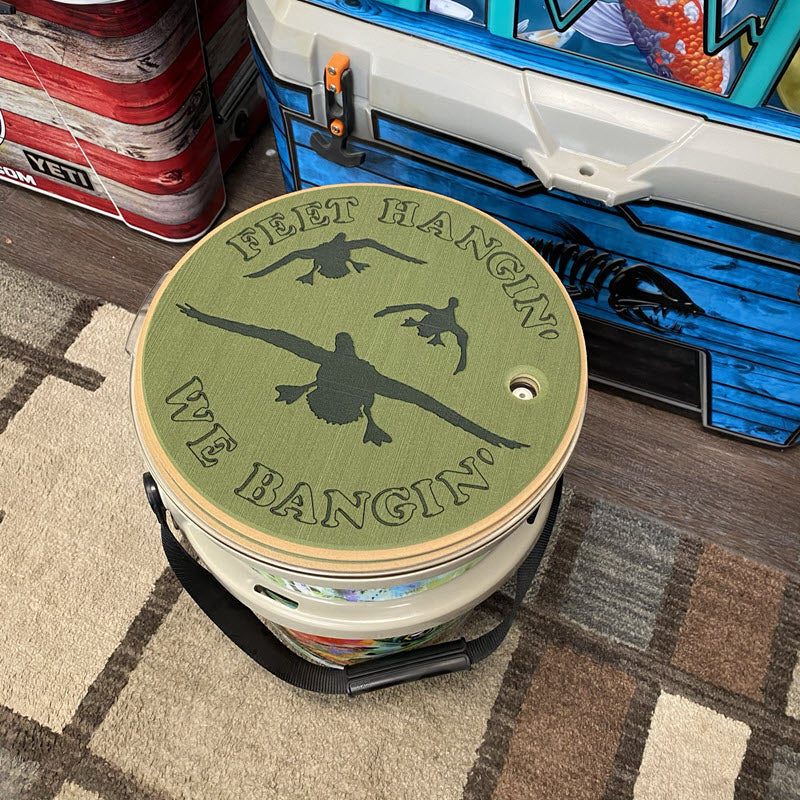 FEET HANGIN'
WE BANGIN'
YETI
.COM